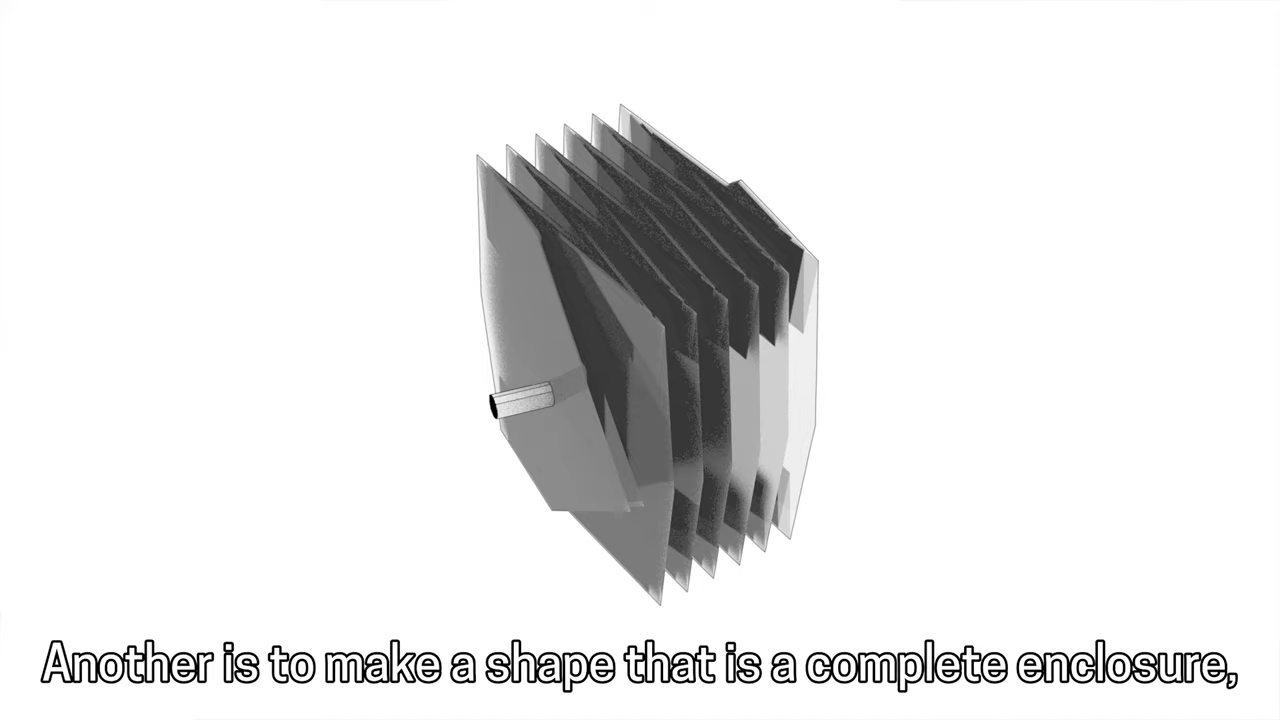 Another is to make a shape that is a complete enclosure,